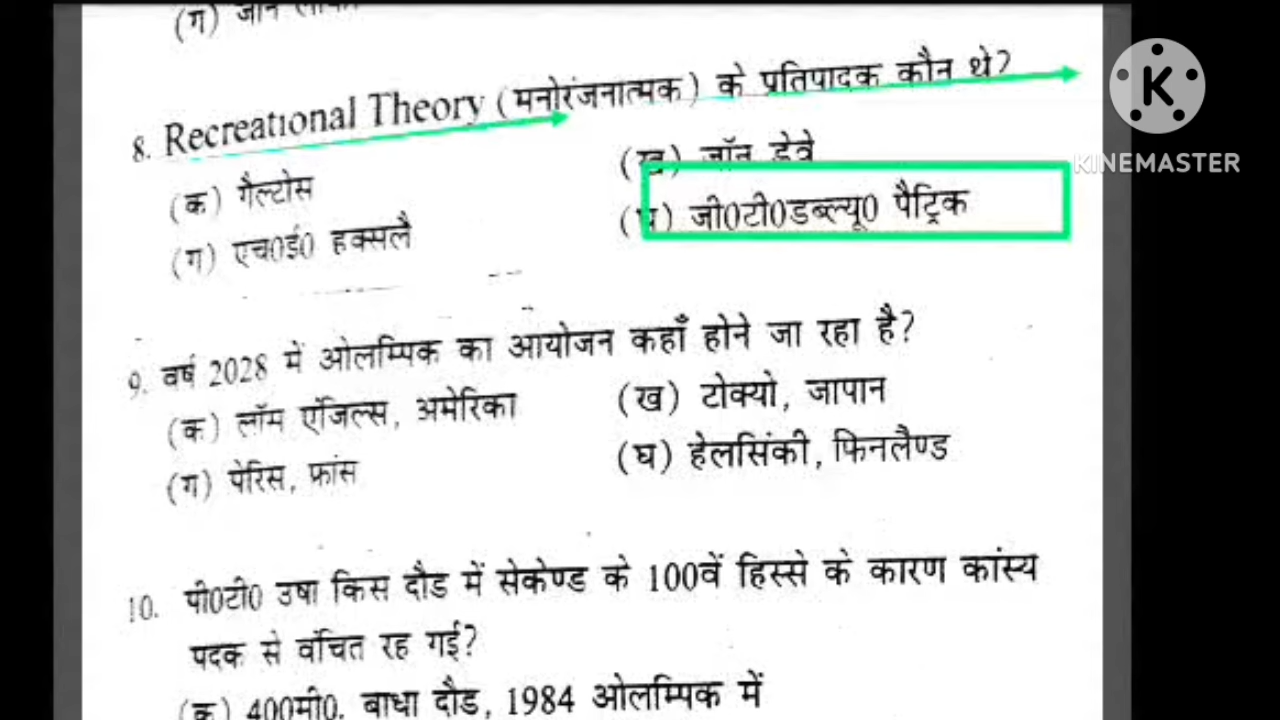 (ग) जॉन
8. Recreational Theory (मनोरंजनात्मक) के प्रतिपादक कौन थे?
(क) गैल्टोस
(ख) जॉन डेवे
(ग) एच0ई0 हक्सलै
(घ) जी0टी0डब्ल्यू0 पैट्रिक
9. वर्ष 2028 में ओलम्पिक का आयोजन कहाँ होने जा रहा है?
(क) लॉस एंजिल्स, अमेरिका
(ख) टोक्यो, जापान
(ग) पेरिस, फ्रांस
(घ) हेलसिंकी, फिनलैण्ड
10. पी0टी0 उषा किस दौड में सेकेण्ड के 100वें हिस्से के कारण कांस्य
पदक से वंचित रह गई?
(क) 400मी0. बाधा दौड, 1984 ओलम्पिक में
K
KINEMASTER